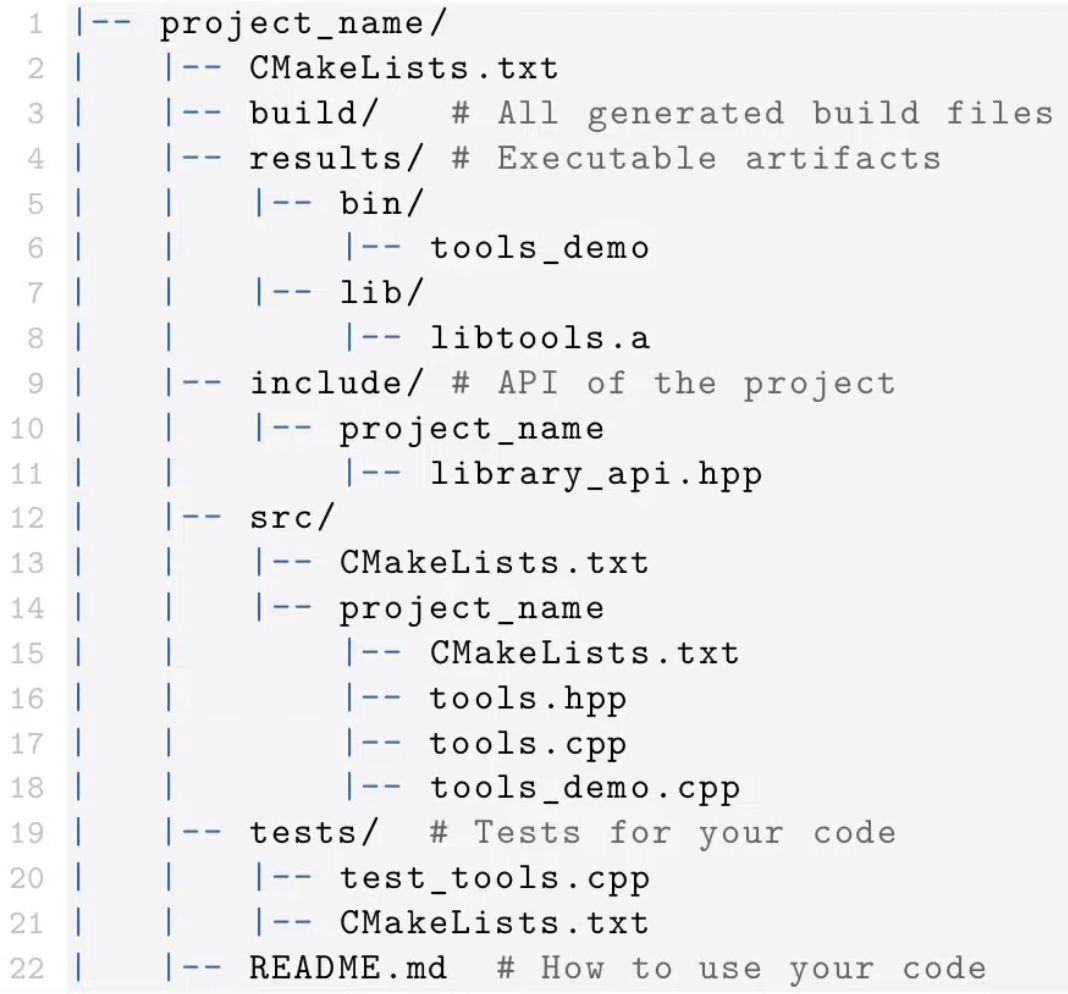 1 |-- project_name/
2 |   |-- CMakeLists.txt
3 |   |-- build/   # All generated build files
4 |   |-- results/ # Executable artifacts
5 |   |   |-- bin/
6 |   |       |-- tools_demo
7 |   |   |-- lib/
8 |   |       |-- libtools.a
9 |   |-- include/ # API of the project
10 |   |   |-- project_name
11 |   |       |-- library_api.hpp
12 |   |-- src/
13 |   |   |-- CMakeLists.txt
14 |   |   |-- project_name
15 |   |       |-- CMakeLists.txt
16 |   |       |-- tools.hpp
17 |   |       |-- tools.cpp
18 |   |       |-- tools_demo.cpp
19 |   |-- tests/  # Tests for your code
20 |   |   |-- test_tools.cpp
21 |   |   |-- CMakeLists.txt
22 |   |-- README.md  # How to use your code